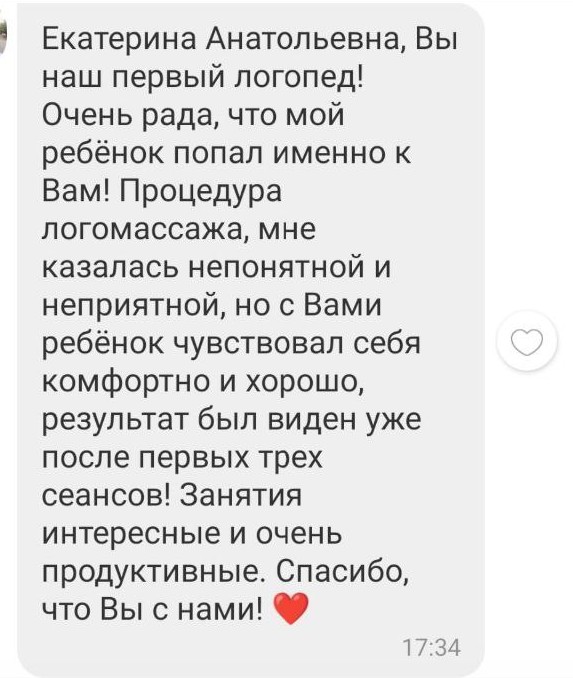 Екатерина Анатольевна, Вы
наш первый логопед!
Очень рада, что мой
ребёнок попал именно к
Вам! Процедура
логомассажа, мне
казалась непонятной и
неприятной, но с Вами
ребёнок чувствовал себя
комфортно и хорошо,
результат был виден уже
после первых трех
сеансов! Занятия
интересные и очень
продуктивные. Спасибо,
что Вы с нами! ❤️
17:34